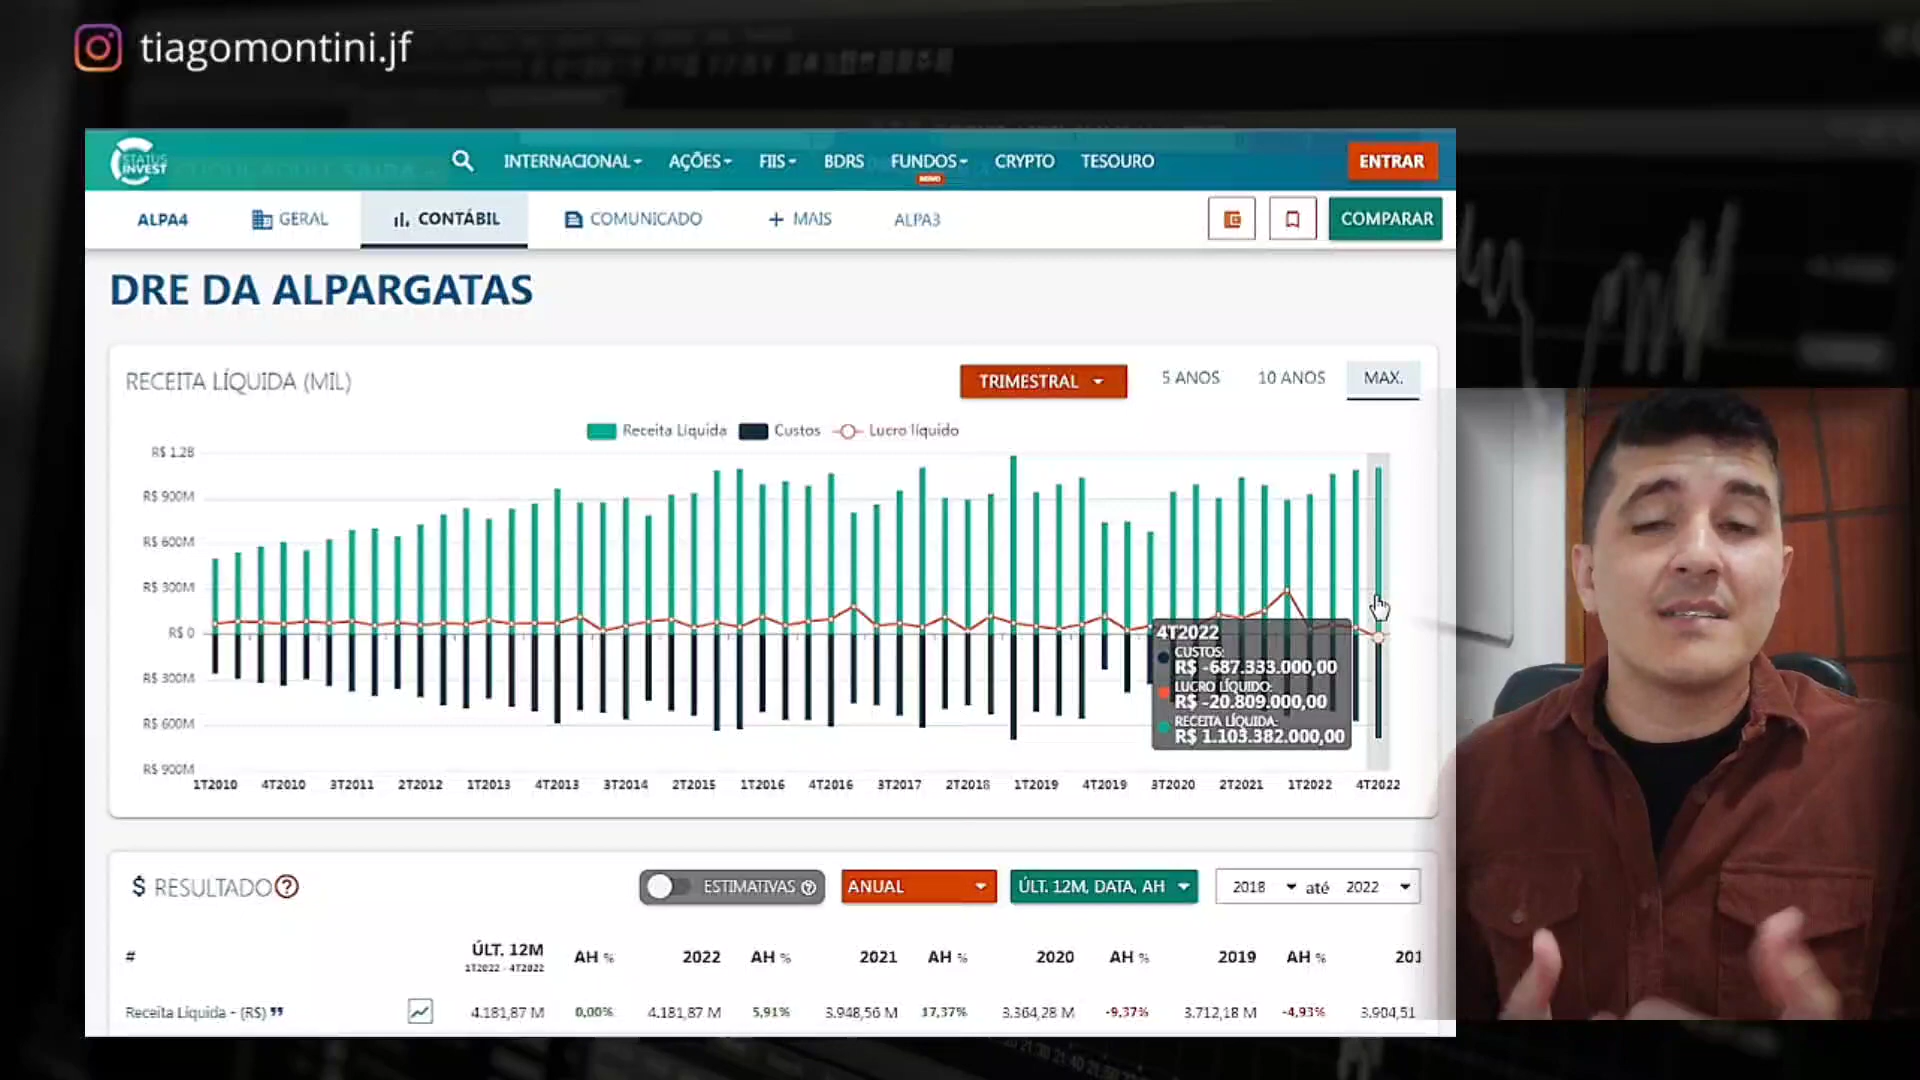 tiagomontini.jf
STATUS INVEST
INTERNACIONAL
AÇÕES
FIIS
BDRS
FUNDOS
NOVO
CRYPTO
TESOURO
ENTRAR
ALPA4
GERAL
CONTÁBIL
COMUNICADO
+ MAIS
ALPA3
COMPARAR
DRE DA ALPARGATAS
RECEITA LÍQUIDA (MIL)
TRIMESTRAL
5 ANOS
10 ANOS
MAX.
Receita Líquida Custos Lucro líquido
R$ 1.2B
R$ 900M
R$ 600M
R$ 300M
R$ 0
R$ 300M
R$ 600M
R$ 900M
4T2022
CUSTOS:
R$ -687.333.000,00
LUCRO LÍQUIDO:
R$ -20.809.000,00
RECEITA LÍQUIDA:
R$ 1.103.382.000,00
1T2010 4T2010 3T2011 2T2012 1T2013 4T2013 3T2014 2T2015 1T2016 4T2016 3T2017 2T2018 1T2019 4T2019 3T2020 2T2021 1T2022 4T2022
$ RESULTADO
ESTIMATIVAS
ANUAL
ÚLT. 12M, DATA, AH
2018 até 2022
# ÚLT. 12M AH % 2022 AH % 2021 AH % 2020 AH % 2019 AH % 201
1T2022 - 4T2022
Receita Líquida - (R$) 4.181,87 M 0,00% 4.181,87 M 5,91% 3.948,56 M 17,37% 3.364,28 M -9,37% 3.712,18 M -4,93% 3.904,51